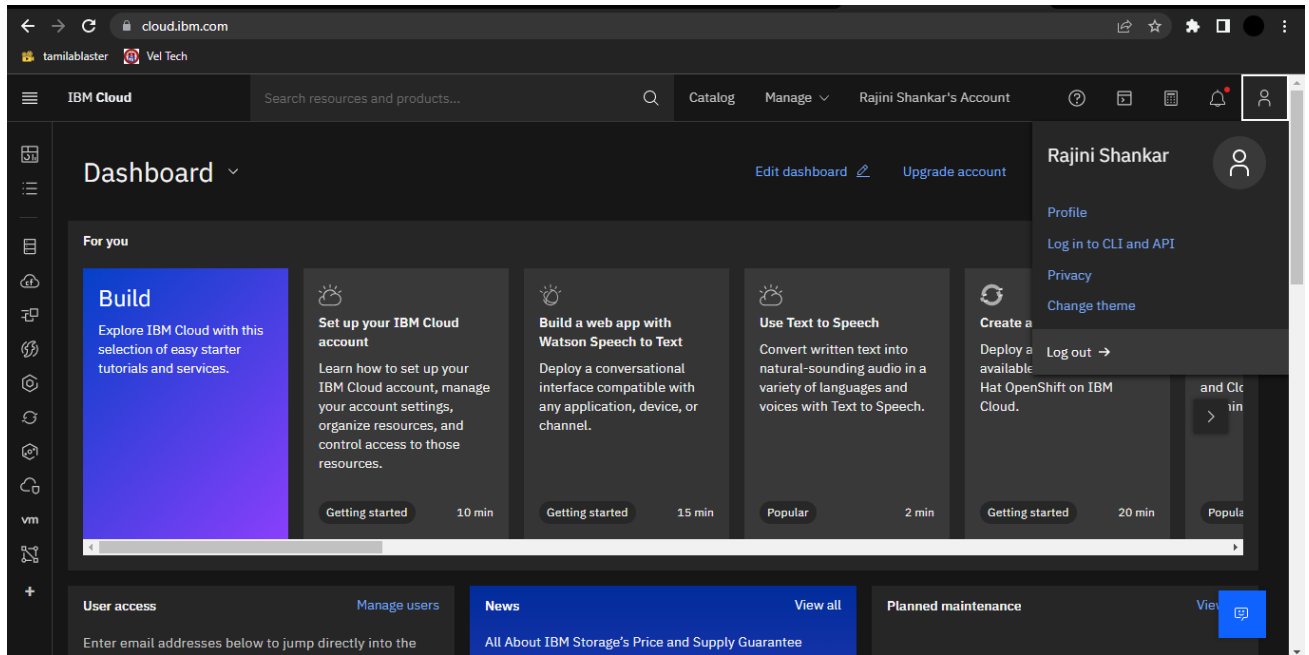 cloud.ibm.com
tamilablaster Vel Tech
IBM Cloud Search resources and products... Catalog Manage Rajini Shankar's Account
Dashboard
Edit dashboard Upgrade account
Rajini Shankar
Profile
Log in to CLI and API
Privacy
Change theme
Log out →
For you
Build
Explore IBM Cloud with this
selection of easy starter
tutorials and services.
Set up your IBM Cloud
account
Learn how to set up your
IBM Cloud account, manage
your account settings,
organize resources, and
control access to those
resources.
Getting started 10 min
Build a web app with
Watson Speech to Text
Deploy a conversational
interface compatible with
any application, device, or
channel.
Getting started 15 min
Use Text to Speech
Convert written text into
natural-sounding audio in a
variety of languages and
voices with Text to Speech.
Popular 2 min
Create a
Deploy a
available
Hat OpenShift on IBM
Cloud.
Getting started 20 min
and Clo
Popula
vm
User access Manage users
Enter email addresses below to jump directly into the
News View all
All About IBM Storage's Price and Supply Guarantee
Planned maintenance